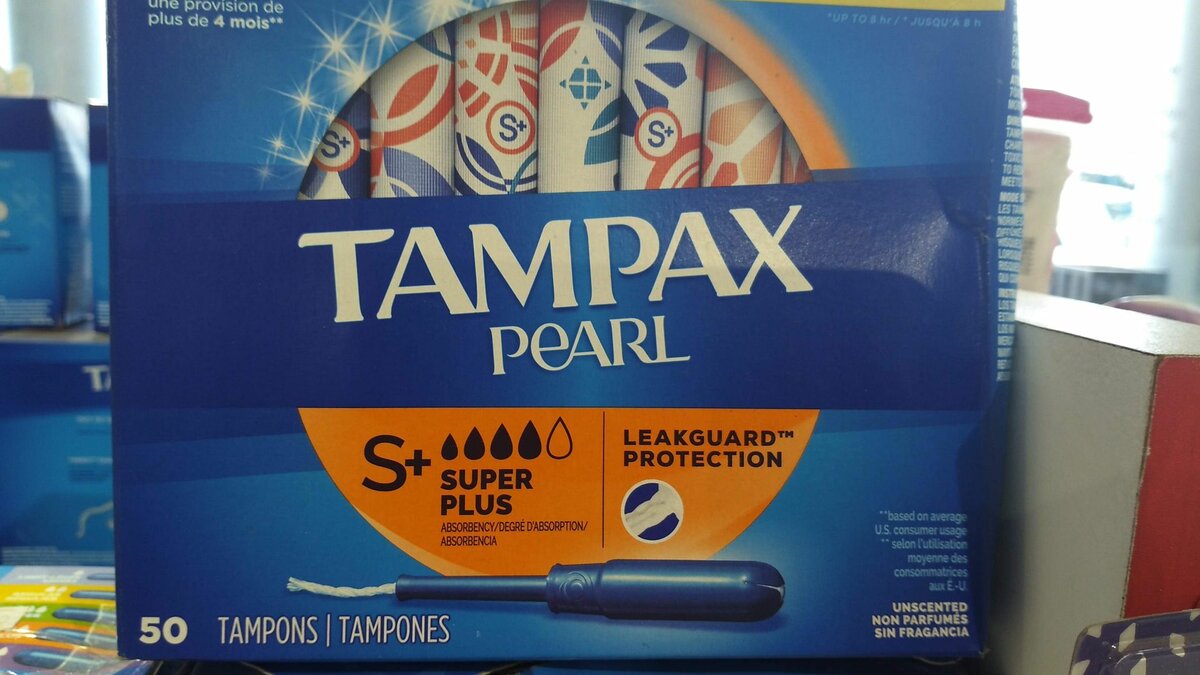 une provision de
plus de 4 mois**
*UP TO 8 hr / * JUSQU'À 8 h
S+
S+
S+
TAMPAX
PEARL
S+
SUPER
PLUS
ABSORBENCY/DEGRÉ D'ABSORPTION/
ABSORBENCIA
LEAKGUARD™
PROTECTION
**based on average
U.S. consumer usage
** selon l'utilisation
moyenne des
consommatrices
aux É.-U.
UNSCENTED
NON PARFUMÉS
SIN FRAGANCIA
50 TAMPONS | TAMPONES